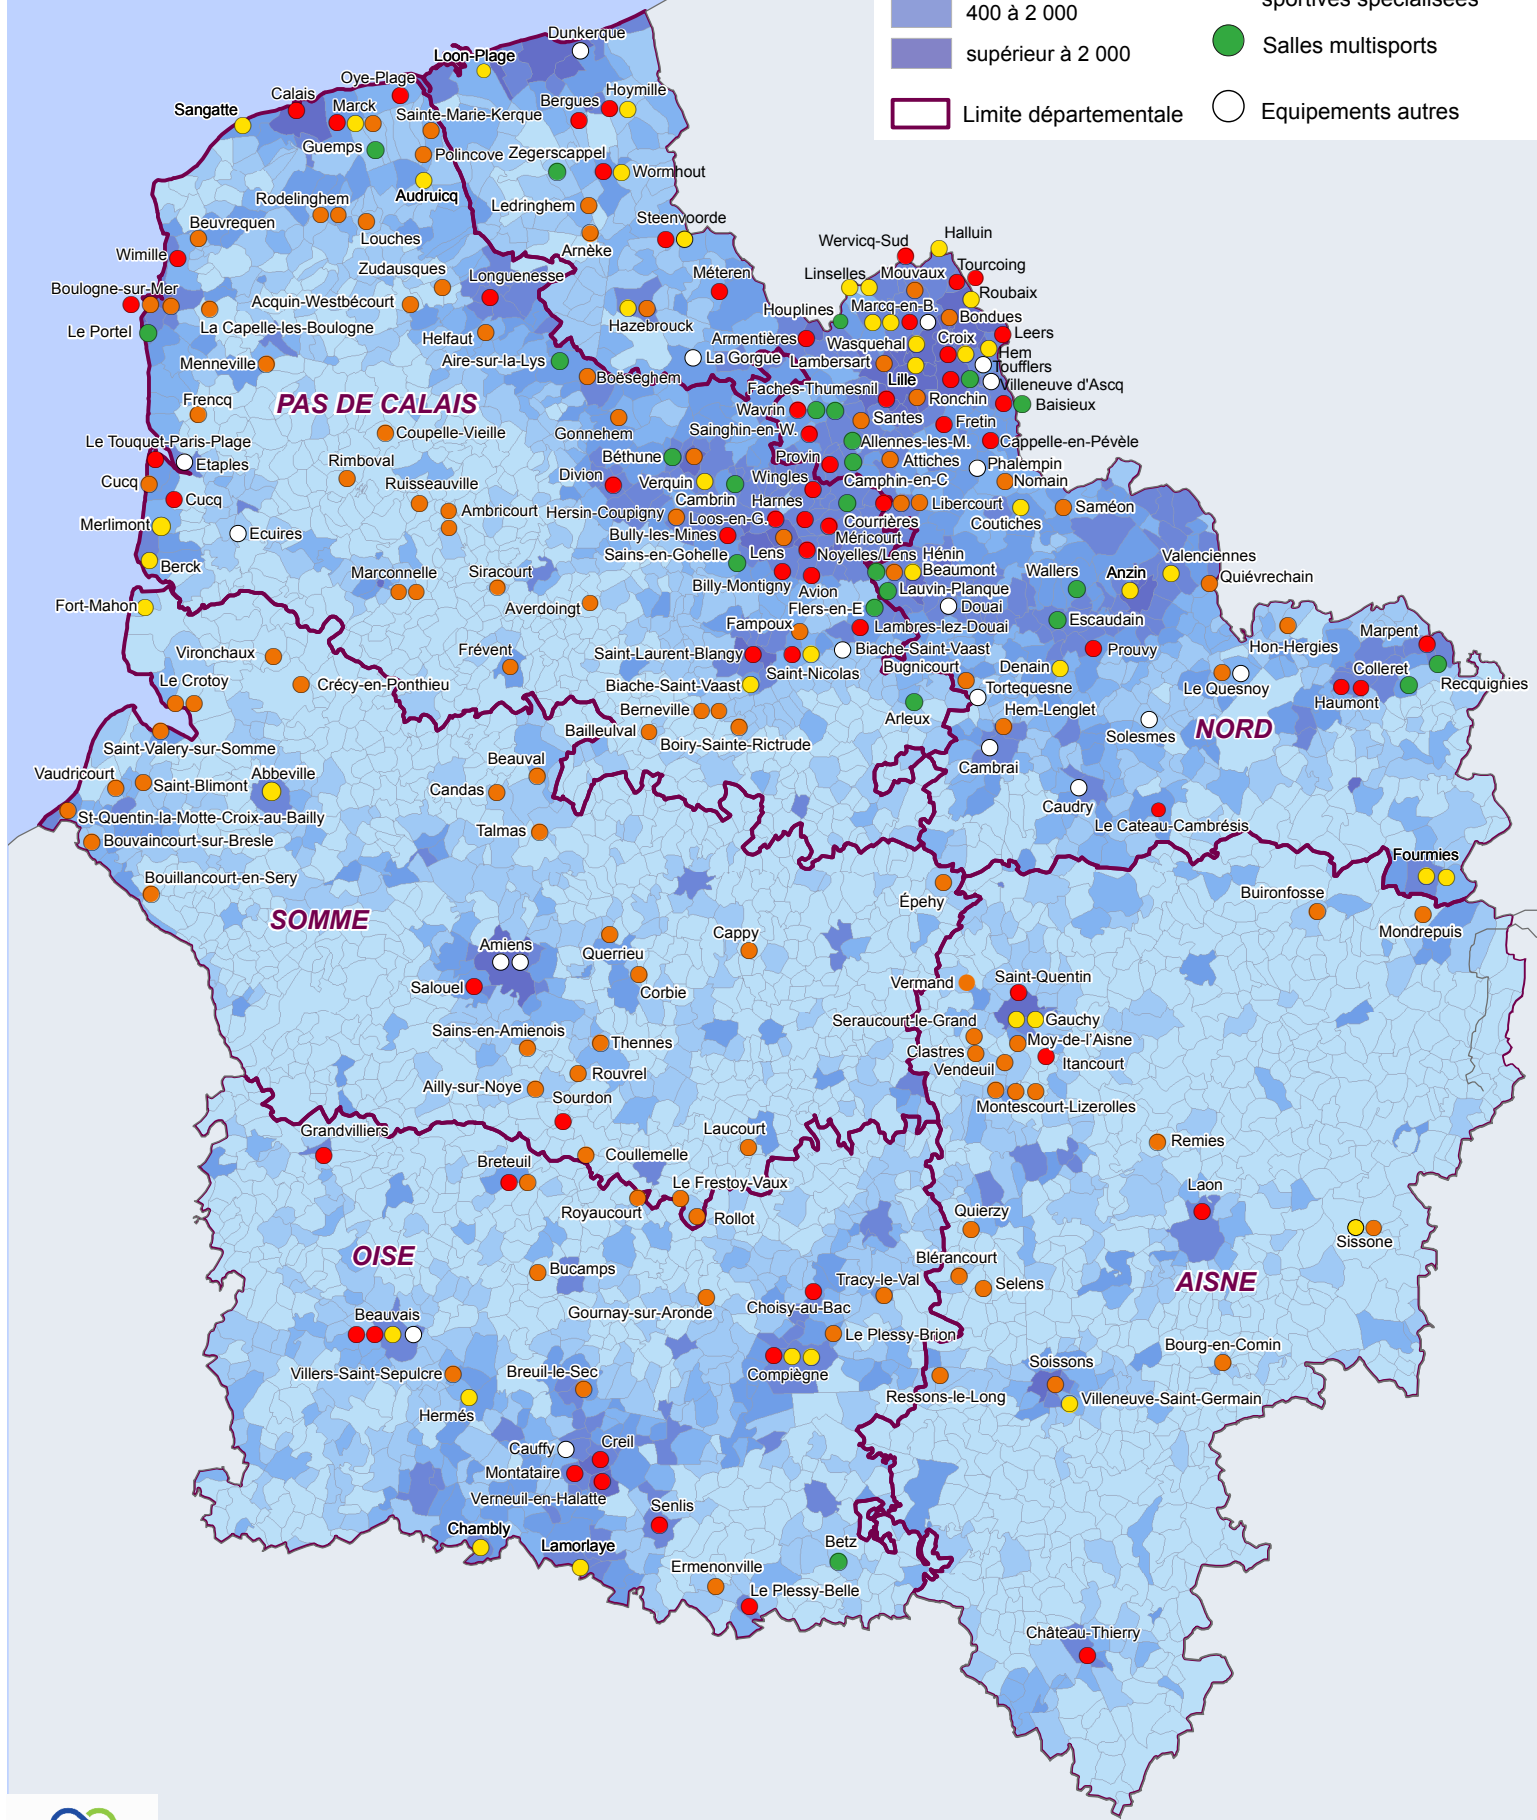 sportives spécialisées
400 à 2 000
supérieur à 2 000
Salles multisports
Limite départementale
Equipements autres
Dunkerque
Loon-Plage
Oye-Plage
Calais
Marck
Sangatte
Bergues
Hoymille
Sainte-Marie-Kerque
Guemps
Polincove
Zegerscappel
Wormhout
Audruicq
Rodelinghem
Ledringhem
Beuvrequen
Louches
Steenvoorde
Arnèke
Wimille
Wervicq-Sud
Halluin
Zudausques
Longuenesse
Méteren
Linselles
Mouvaux
Tourcoing
Boulogne-sur-Mer
Acquin-Westbécourt
Roubaix
La Capelle-les-Boulogne
Hazebrouck
Houplines
Marcq-en-B.
Bondues
Le Portel
Helfaut
Armentières
Wasquehal
Croix
Leers
Menneville
Aire-sur-la-Lys
La Gorgue
Lambersart
Hem
Toufflers
Boëseghem
Lille
Villeneuve d'Ascq
Faches-Thumesnil
Ronchin
Frencq
PAS DE CALAIS
Wavrin
Baisieux
Coupelle-Vieille
Gonnehem
Sainghin-en-W.
Santes
Fretin
Le Touquet-Paris-Plage
Etaples
Allennes-les-M.
Cappelle-en-Pévèle
Rimboval
Béthune
Provin
Attiches
Phalempin
Cucq
Ruisseauville
Divion
Verquin
Wingles
Camphin-en-C
Nomain
Cucq
Ambricourt
Cambrin
Harnes
Libercourt
Hersin-Coupigny
Loos-en-G.
Courrières
Coutiches
Saméon
Merlimont
Ecuires
Bully-les-Mines
Méricourt
Sains-en-Gohelle
Lens
Noyelles/Lens
Hénin
Beaumont
Berck
Marconnelle
Siracourt
Billy-Montigny
Avion
Lauvin-Planque
Wallers
Anzin
Valenciennes
Quiévrechain
Fort-Mahon
Averdoingt
Flers-en-E
Douai
Fampoux
Lambres-lez-Douai
Escaudain
Vironchaux
Frévent
Saint-Laurent-Blangy
Biache-Saint-Vaast
Prouvy
Hon-Hergies
Marpent
Saint-Nicolas
Bugnicourt
Denain
Colleret
Crécy-en-Ponthieu
Biache-Saint-Vaast
Tortequesne
Le Quesnoy
Recquignies
Le Crotoy
Berneville
Arleux
Hem-Lenglet
Haumont
Bailleulval
Boiry-Sainte-Rictrude
Solesmes
NORD
Saint-Valery-sur-Somme
Beauval
Cambrai
Vaudricourt
Saint-Blimont
Abbeville
Candas
Caudry
St-Quentin-la-Motte-Croix-au-Bailly
Talmas
Le Cateau-Cambrésis
Bouvaincourt-sur-Bresle
Fourmies
Bouillancourt-en-Sery
Épehy
Buironfosse
SOMME
Mondrepuis
Amiens
Querrieu
Cappy
Salouel
Corbie
Vermand
Saint-Quentin
Seraucourt-le-Grand
Gauchy
Sains-en-Amienois
Thennes
Clastres
Moy-de-l'Aisne
Vendeuil
Itancourt
Rouvrel
Ailly-sur-Noye
Sourdon
Montescourt-Lizerolles
Grandvilliers
Laucourt
Remies
Breteuil
Coullemelle
Le Frestoy-Vaux
Laon
Royaucourt
Rollot
Quierzy
OISE
Sissone
Bucamps
Blérancourt
Tracy-le-Val
Selens
AISNE
Gournay-sur-Aronde
Choisy-au-Bac
Beauvais
Le Plessy-Brion
Bourg-en-Comin
Villers-Saint-Sepulcre
Breuil-le-Sec
Compiègne
Soissons
Ressons-le-Long
Villeneuve-Saint-Germain
Hermés
Cauffy
Creil
Montataire
Verneuil-en-Halatte
Senlis
Chambly
Lamorlaye
Betz
Ermenonville
Le Plessy-Belle
Château-Thierry